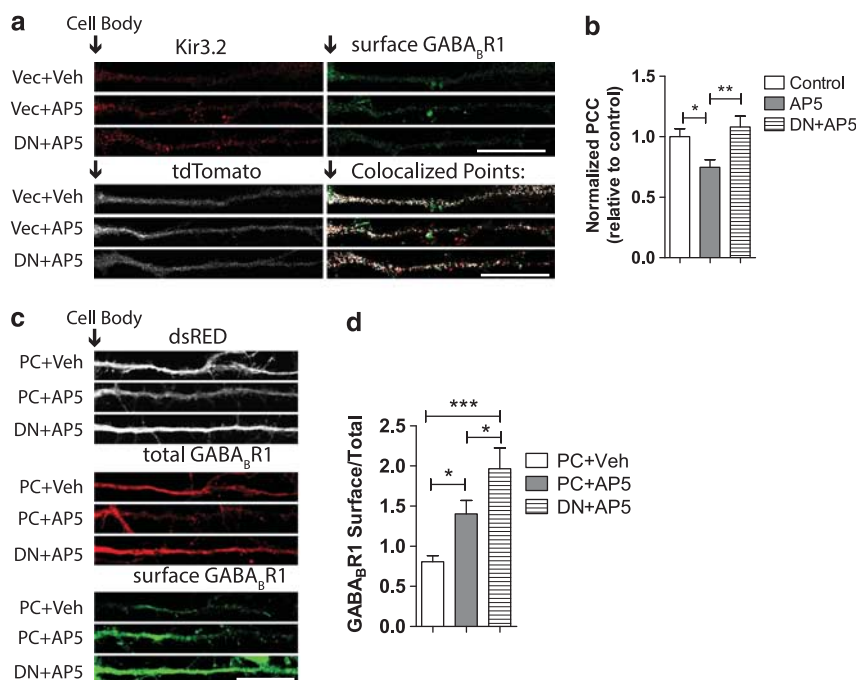 a
Cell Body
Kir3.2
surface GABA_BR1
Vec+Veh
Vec+AP5
DN+AP5
tdTomato
Colocalized Points:
Vec+Veh
Vec+AP5
DN+AP5
b
Normalized PCC
(relative to control)
1.5
1.0
0.5
0.0
*
**
Control
AP5
DN+AP5
c
Cell Body
dsRED
PC+Veh
PC+AP5
DN+AP5
total GABA_BR1
PC+Veh
PC+AP5
DN+AP5
surface GABA_BR1
PC+Veh
PC+AP5
DN+AP5
d
GABA_BR1 Surface/Total
2.5
2.0
1.5
1.0
0.5
0.0
***
*
*
PC+Veh
PC+AP5
DN+AP5